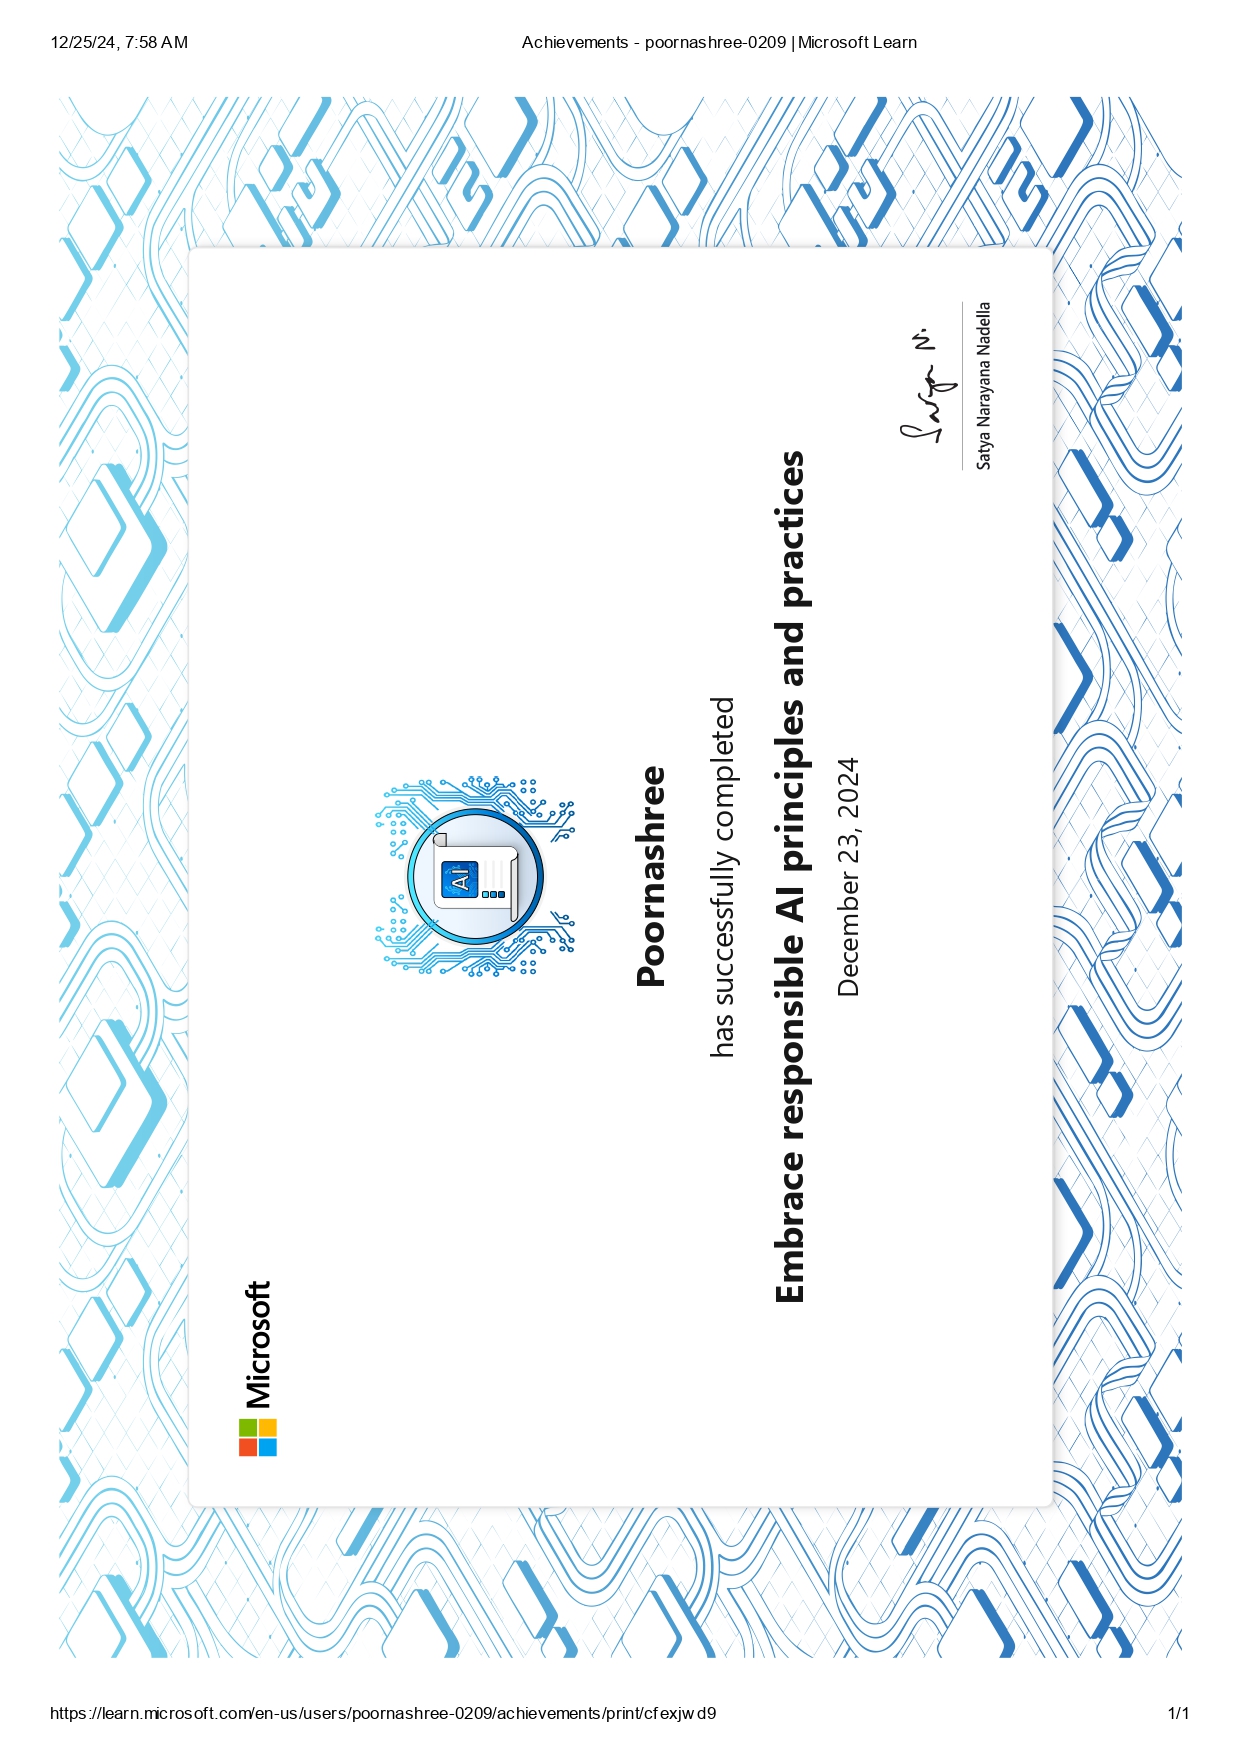 12/25/24, 7:58 AM
Achievements - poornashree-0209 | Microsoft Learn
Microsoft
AI
Poornashree
has successfully completed
Embrace responsible AI principles and practices
December 23, 2024
Satya N.
Satya Narayana Nadella
https://learn.microsoft.com/en-us/users/poornashree-0209/achievements/print/cfexjwd9
1/1